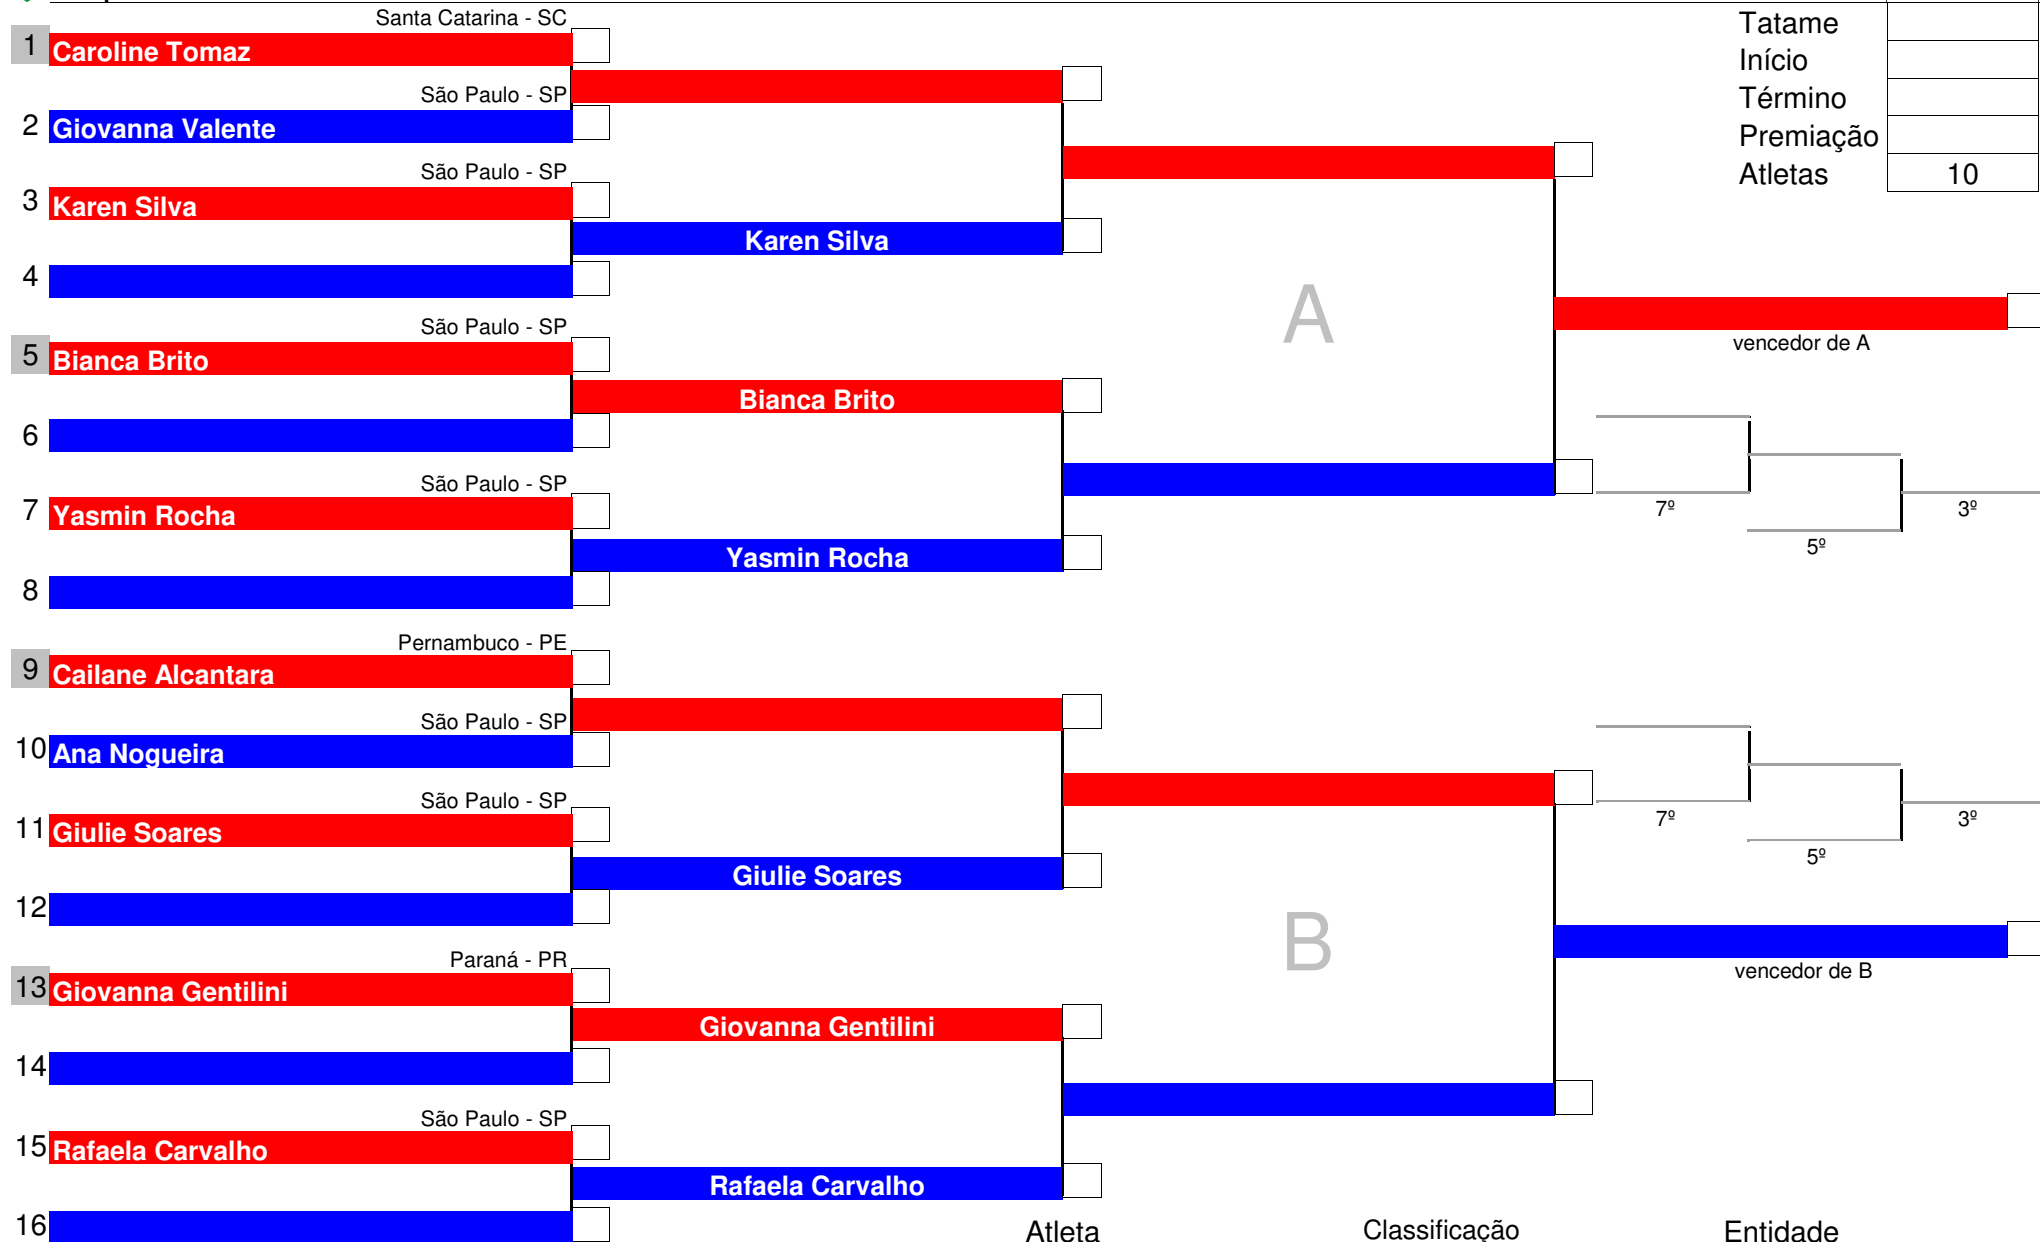 Santa Catarina - SC
1 Caroline Tomaz
São Paulo - SP
2 Giovanna Valente
São Paulo - SP
3 Karen Silva
Karen Silva
4
São Paulo - SP
5 Bianca Brito
Bianca Brito
6
São Paulo - SP
7 Yasmin Rocha
Yasmin Rocha
8
Pernambuco - PE
9 Cailane Alcantara
São Paulo - SP
10 Ana Nogueira
São Paulo - SP
11 Giulie Soares
Giulie Soares
12
Paraná - PR
13 Giovanna Gentilini
Giovanna Gentilini
14
São Paulo - SP
15 Rafaela Carvalho
Rafaela Carvalho
16
A
B
Tatame
Início
Término
Premiação
Atletas 10
vencedor de A
7º
3º
5º
7º
3º
5º
vencedor de B
Atleta Classificação Entidade